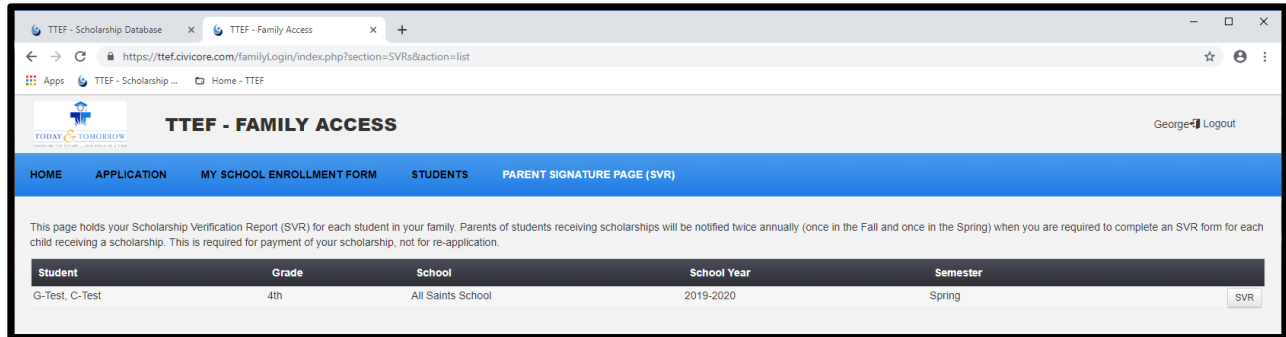 TTEF - Scholarship Database
TTEF - Family Access
https://ttef.civicore.com/familyLogin/index.php?section=SVRs&action=list
Apps TTEF - Scholarship ... Home - TTEF
TODAY & TOMORROW
TTEF - FAMILY ACCESS
George Logout
HOME APPLICATION MY SCHOOL ENROLLMENT FORM STUDENTS PARENT SIGNATURE PAGE (SVR)
This page holds your Scholarship Verification Report (SVR) for each student in your family. Parents of students receiving scholarships will be notified twice annually (once in the Fall and once in the Spring) when you are required to complete an SVR form for each
child receiving a scholarship. This is required for payment of your scholarship, not for re-application.
Student Grade School School Year Semester
G-Test, C-Test 4th All Saints School 2019-2020 Spring SVR